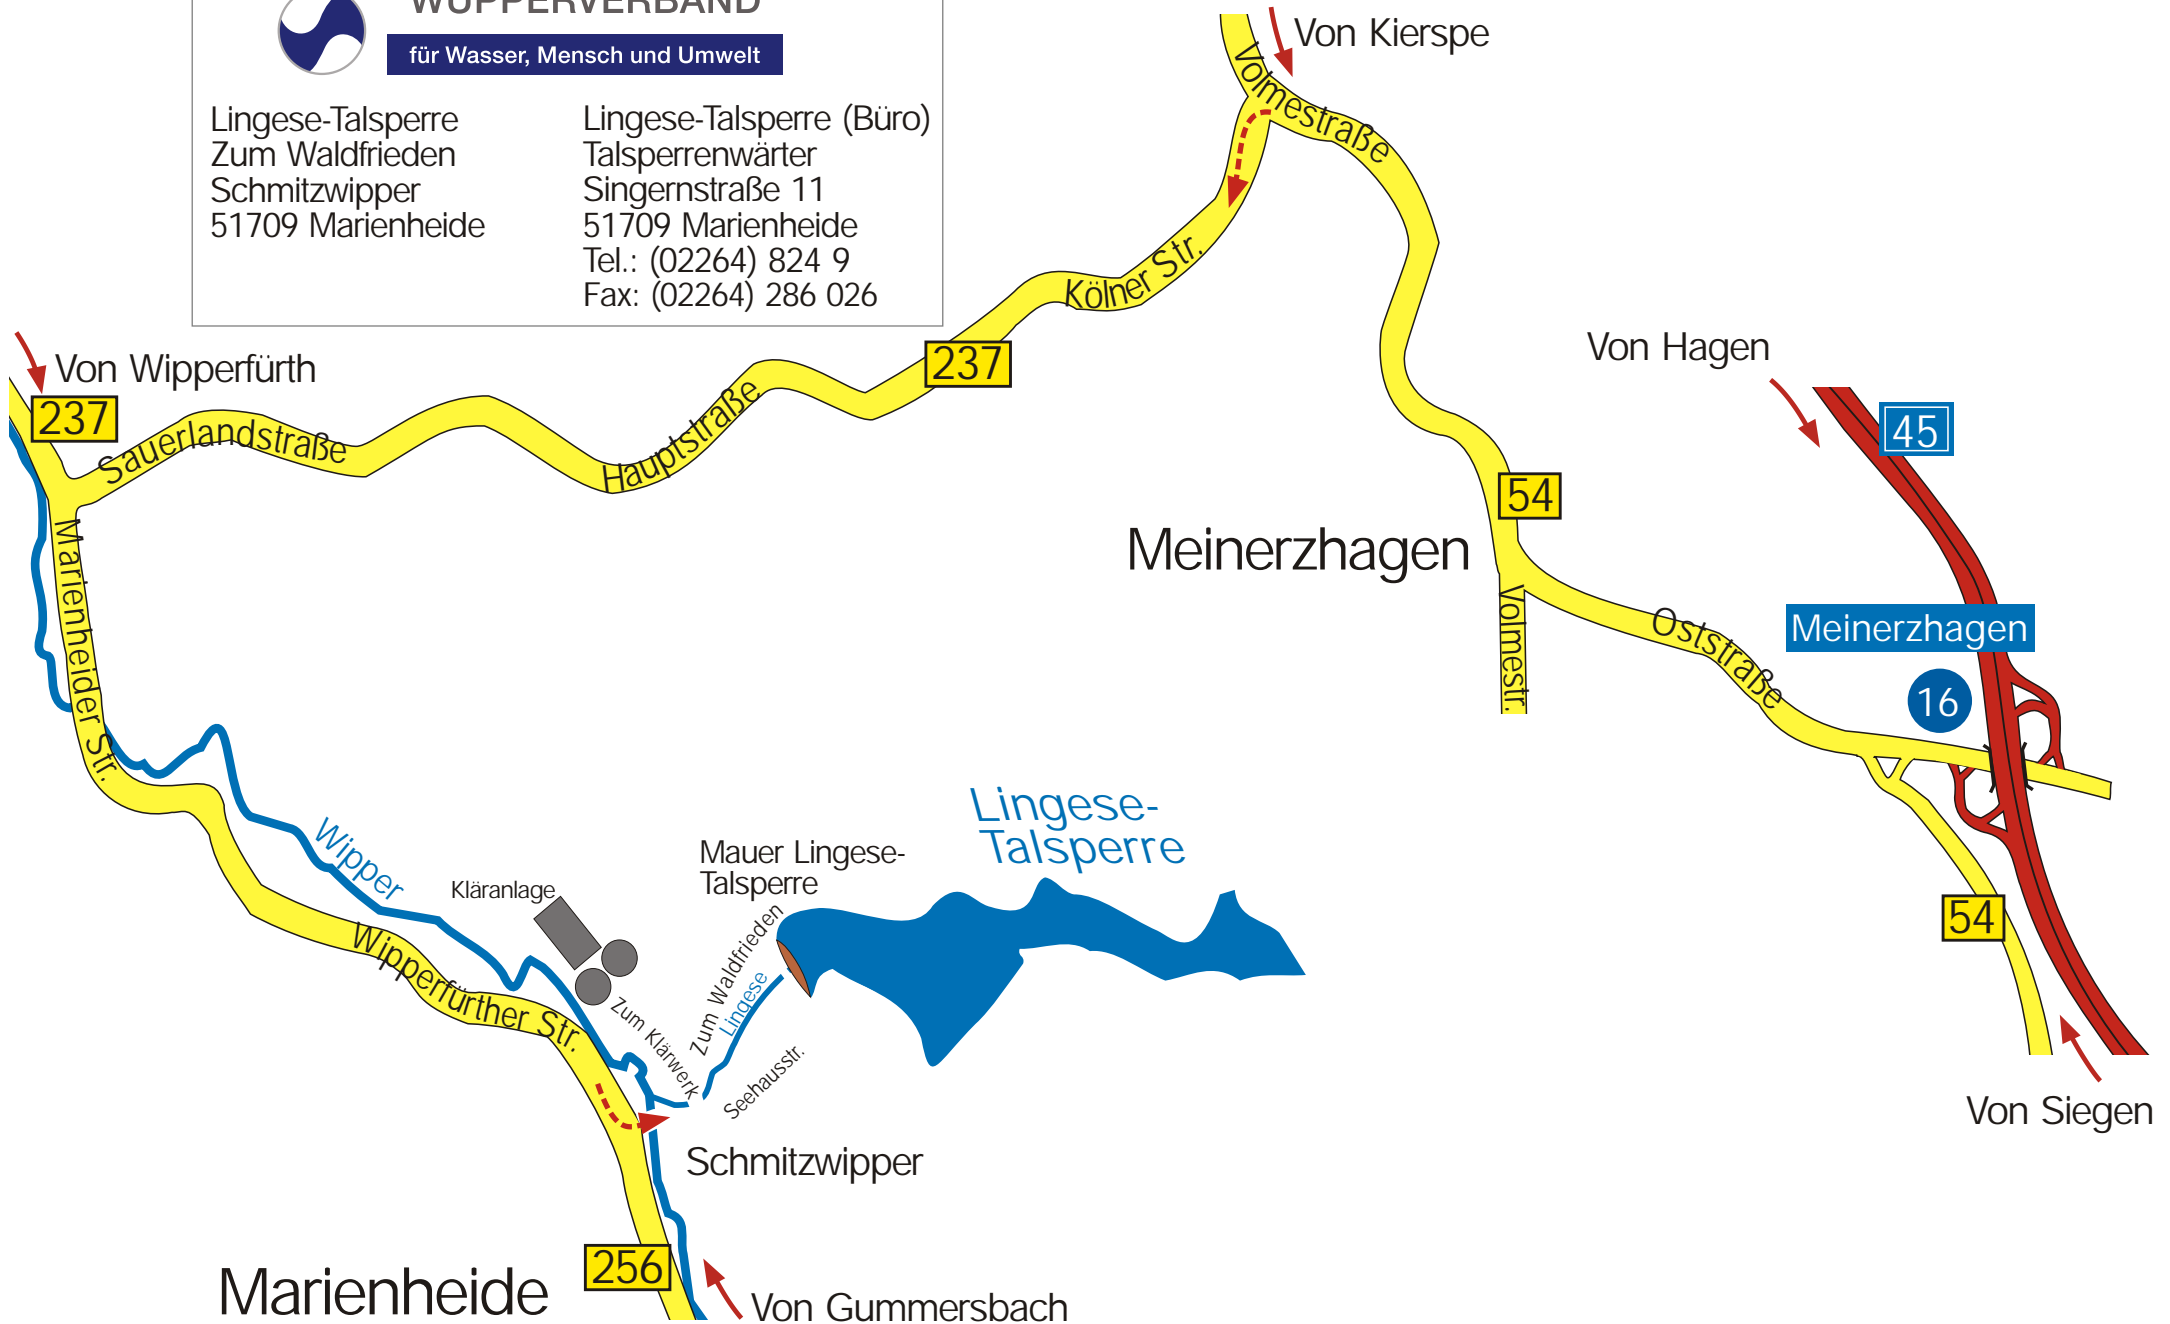 WUPPERVERBAND
für Wasser, Mensch und Umwelt
Lingese-Talsperre
Zum Waldfrieden
Schmitzwipper
51709 Marienheide
Lingese-Talsperre (Büro)
Talsperrenwärter
Singernstraße 11
51709 Marienheide
Tel.: (02264) 824 9
Fax: (02264) 286 026
Von Kierspe
Volmestraße
Kölner Str.
237
Von Wipperfürth
237
Sauerlandstraße
Hauptstraße
Von Hagen
45
54
Meinerzhagen
Marienheider Str.
Volmestr.
Oststraße
Meinerzhagen
16
Lingese-
Talsperre
Wipper
Mauer Lingese-
Talsperre
Kläranlage
Zum Waldfrieden
Lingese
54
Wipperfürther Str.
Zum Klärwerk
Seehausstr.
Von Siegen
Schmitzwipper
256
Marienheide
Von Gummersbach